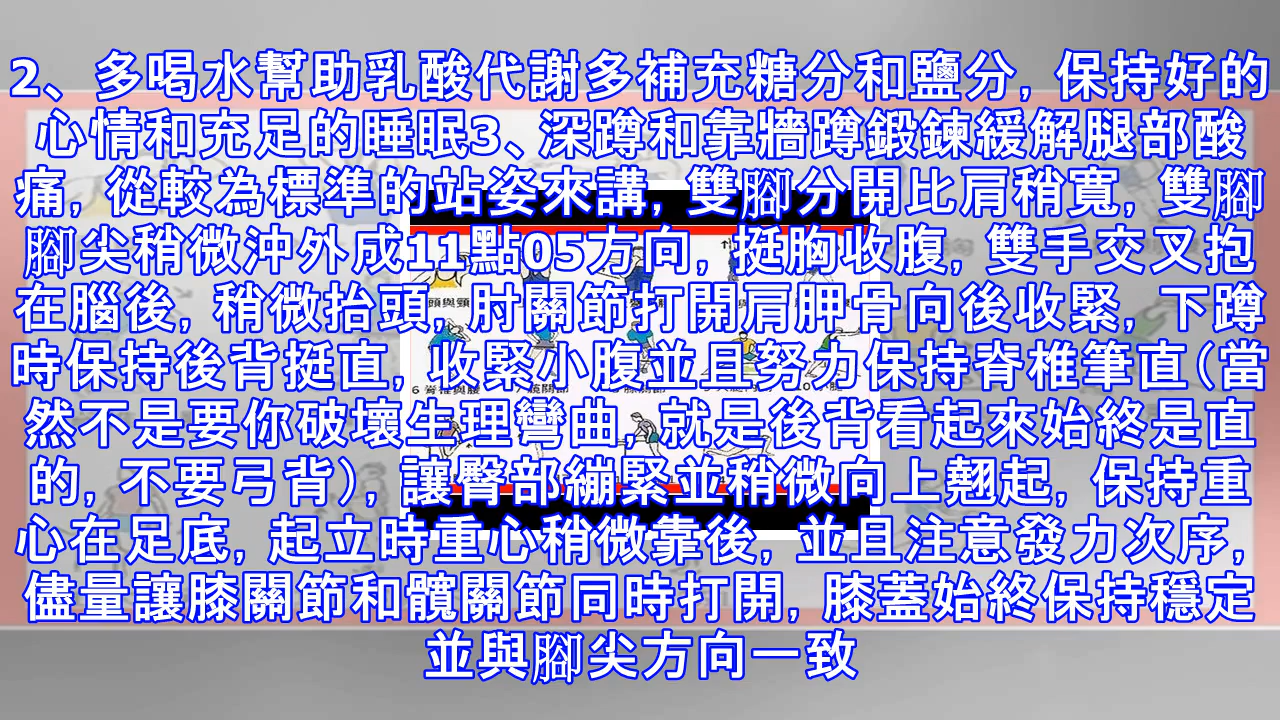 2、多喝水幫助乳酸代謝多補充糖分和鹽分, 保持好的
心情和充足的睡眠3、深蹲和靠牆蹲鍛鍊緩解腿部酸
痛, 從較為標準的站姿來講, 雙腳分開比肩稍寬, 雙腳
腳尖稍微沖外成11點05方向, 挺胸收腹, 雙手交叉抱
在腦後, 稍微抬頭, 肘關節打開肩胛骨向後收緊, 下蹲
時保持後背挺直, 收緊小腹並且努力保持脊椎筆直(當
然不是要你破壞生理彎曲, 就是後背看起來始終是直
的, 不要弓背), 讓臀部繃緊並稍微向上翹起, 保持重
心在足底, 起立時重心稍微靠後, 並且注意發力次序,
儘量讓膝關節和髖關節同時打開, 膝蓋始終保持穩定
並與腳尖方向一致